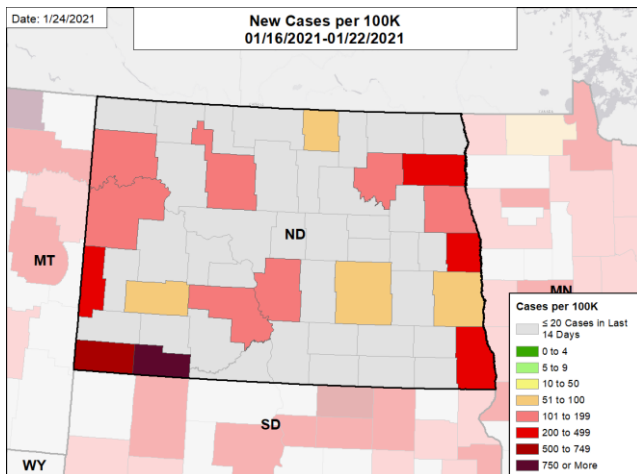 Date: 1/24/2021
New Cases per 100K
01/16/2021-01/22/2021
ND
MT
MN
SD
WY
Cases per 100K
≤ 20 Cases in Last
14 Days
0 to 4
5 to 9
10 to 50
51 to 100
101 to 199
200 to 499
500 to 749
750 or More